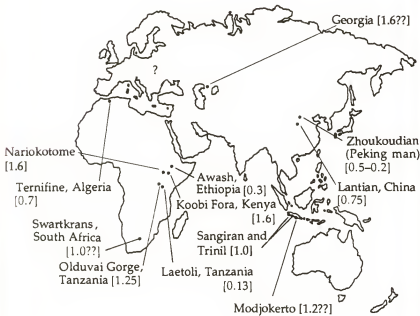 Georgia [1.6??]
?
Zhoukoudian
(Peking man)
[0.5–0.2]
Nariokotome
[1.6]
Awash,
Ethiopia [0.3]
Lantian, China
[0.75]
Ternifine, Algeria
[0.7]
Koobi Fora, Kenya
[1.6]
Swartkrans,
South Africa
[1.0??]
Sangiran and
Trinil [1.0]
Olduvai Gorge,
Tanzania [1.25]
Laetoli, Tanzania
[0.13]
Modjokerto [1.2??]